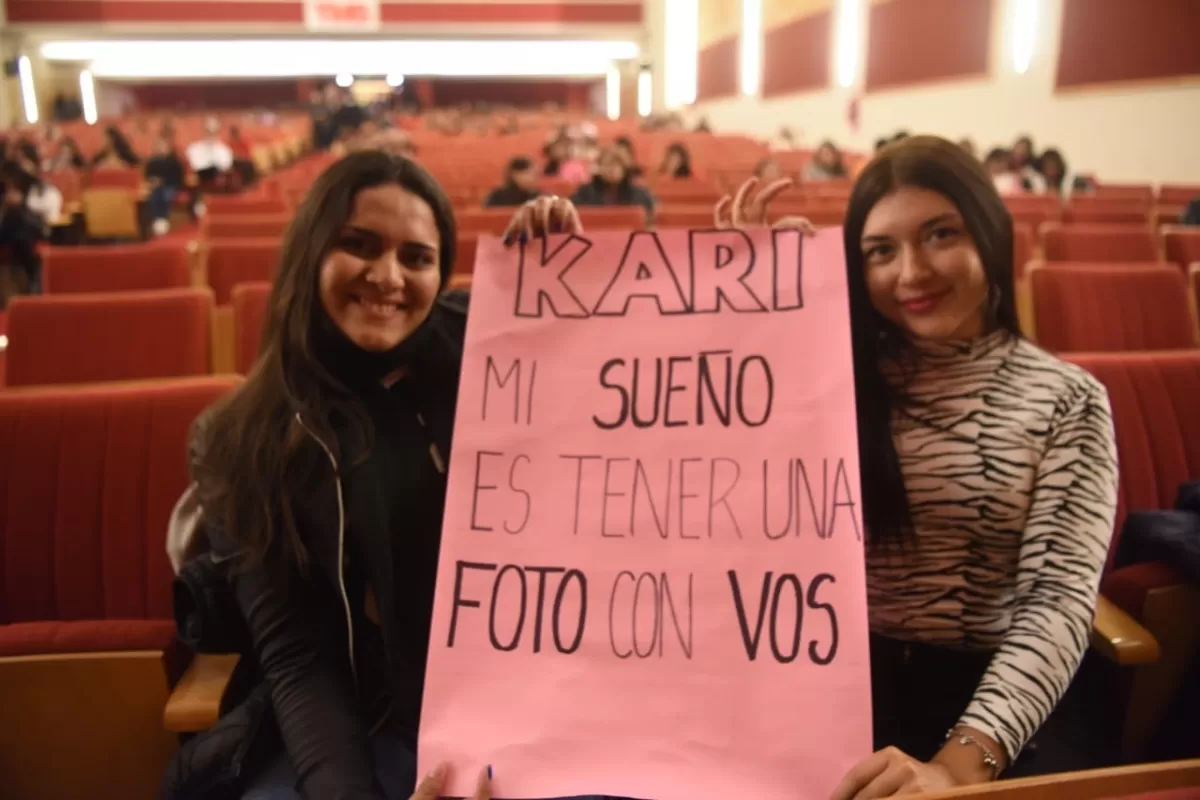 KARI
MI SUEÑO
ES TENER UNA
FOTO CON VOS